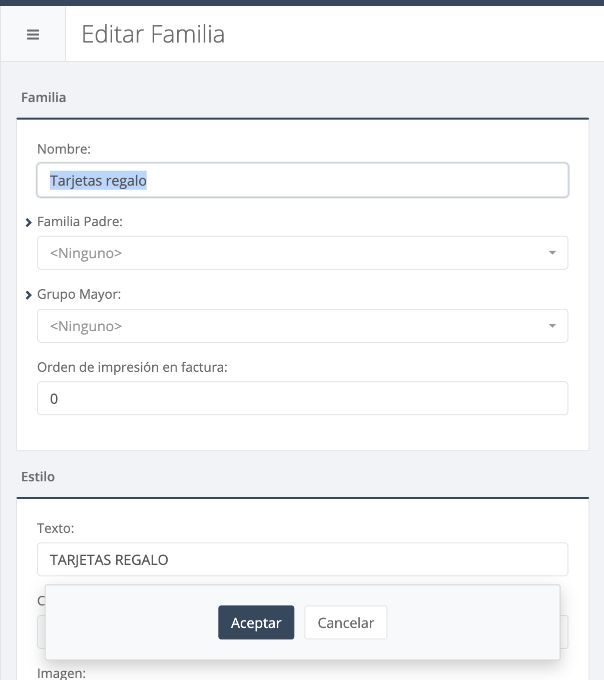 Editar Familia
Familia
Nombre:
Tarjetas regalo
Familia Padre:
<Ninguno>
Grupo Mayor:
<Ninguno>
Orden de impresión en factura:
0
Estilo
Texto:
TARJETAS REGALO
C
Aceptar Cancelar
Imagen: